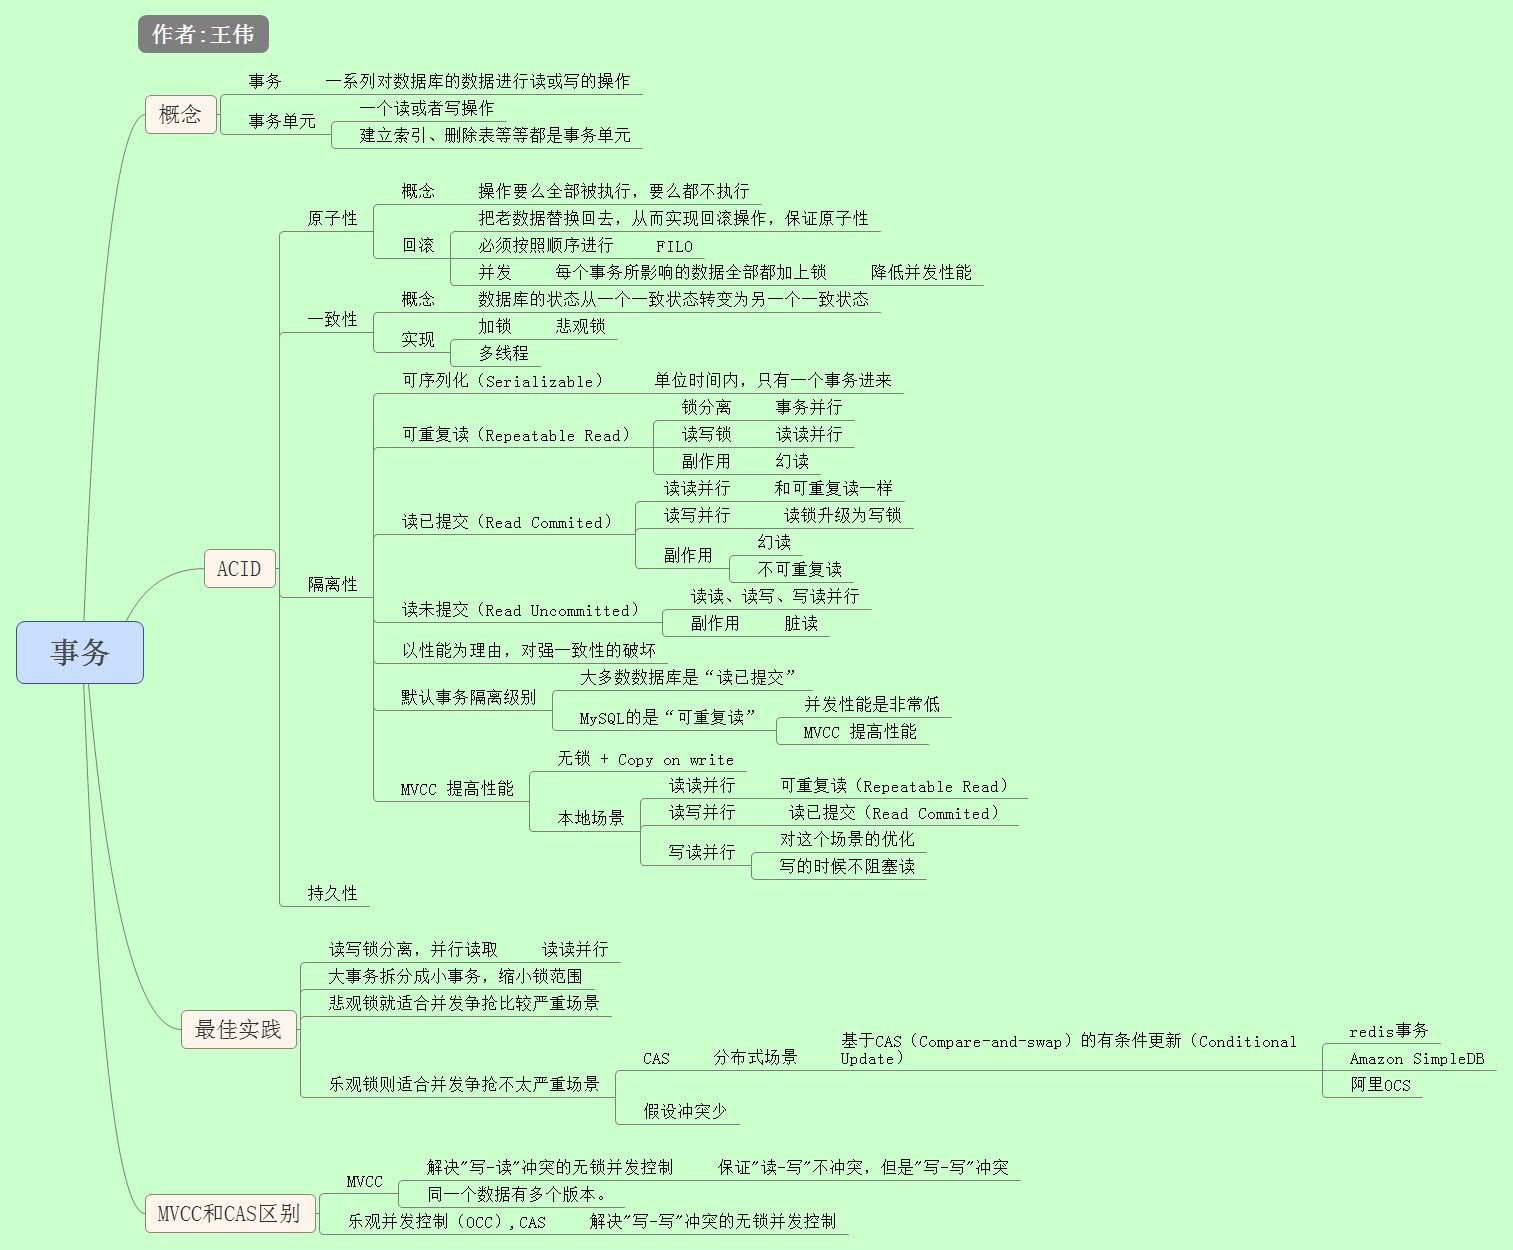 作者:王伟
概念
事务
一系列对数据库的数据进行读或写的操作
事务单元
一个读或者写操作
建立索引、删除表等等都是事务单元
事务
ACID
原子性
概念
操作要么全部被执行，要么都不执行
回滚
把老数据替换回去，从而实现回滚操作，保证原子性
必须按照顺序进行
FILO
并发
每个事务所影响的数据全部都加上锁
降低并发性能
一致性
概念
数据库的状态从一个一致状态转变为另一个一致状态
实现
加锁
悲观锁
多线程
隔离性
可序列化（Serializable）
单位时间内，只有一个事务进来
可重复读（Repeatable Read）
锁分离
事务并行
读写锁
读读并行
副作用
幻读
读已提交（Read Commited）
读读并行
和可重复读一样
读写并行
读锁升级为写锁
副作用
幻读
不可重复读
读未提交（Read Uncommitted）
读读、读写、写读并行
副作用
脏读
以性能为理由，对强一致性的破坏
默认事务隔离级别
大多数数据库是“读已提交”
MySQL的是“可重复读”
并发性能是非常低
MVCC 提高性能
MVCC 提高性能
无锁 + Copy on write
本地场景
读读并行
可重复读（Repeatable Read）
读写并行
读已提交（Read Commited）
写读并行
对这个场景的优化
写的时候不阻塞读
持久性
最佳实践
读写锁分离，并行读取
读读并行
大事务拆分成小事务，缩小锁范围
悲观锁就适合并发争抢比较严重场景
乐观锁则适合并发争抢不太严重场景
CAS
分布式场景
基于CAS（Compare-and-swap）的有条件更新（Conditional
Update）
redis事务
Amazon SimpleDB
阿里OCS
假设冲突少
MVCC和CAS区别
MVCC
解决"写-读"冲突的无锁并发控制
保证"读-写"不冲突，但是"写-写"冲突
同一个数据有多个版本。
乐观并发控制（OCC）,CAS
解决"写-写"冲突的无锁并发控制